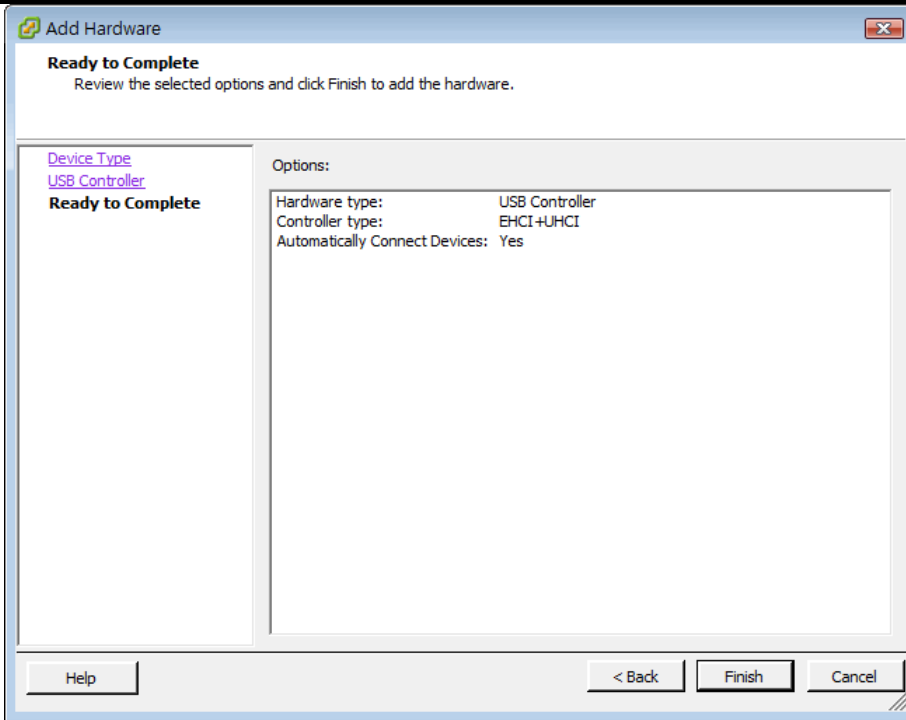 Add Hardware
Ready to Complete
Review the selected options and click Finish to add the hardware.
Device Type
USB Controller
Ready to Complete
Options:
Hardware type: USB Controller
Controller type: EHCI+UHCI
Automatically Connect Devices: Yes
Help
< Back
Finish
Cancel